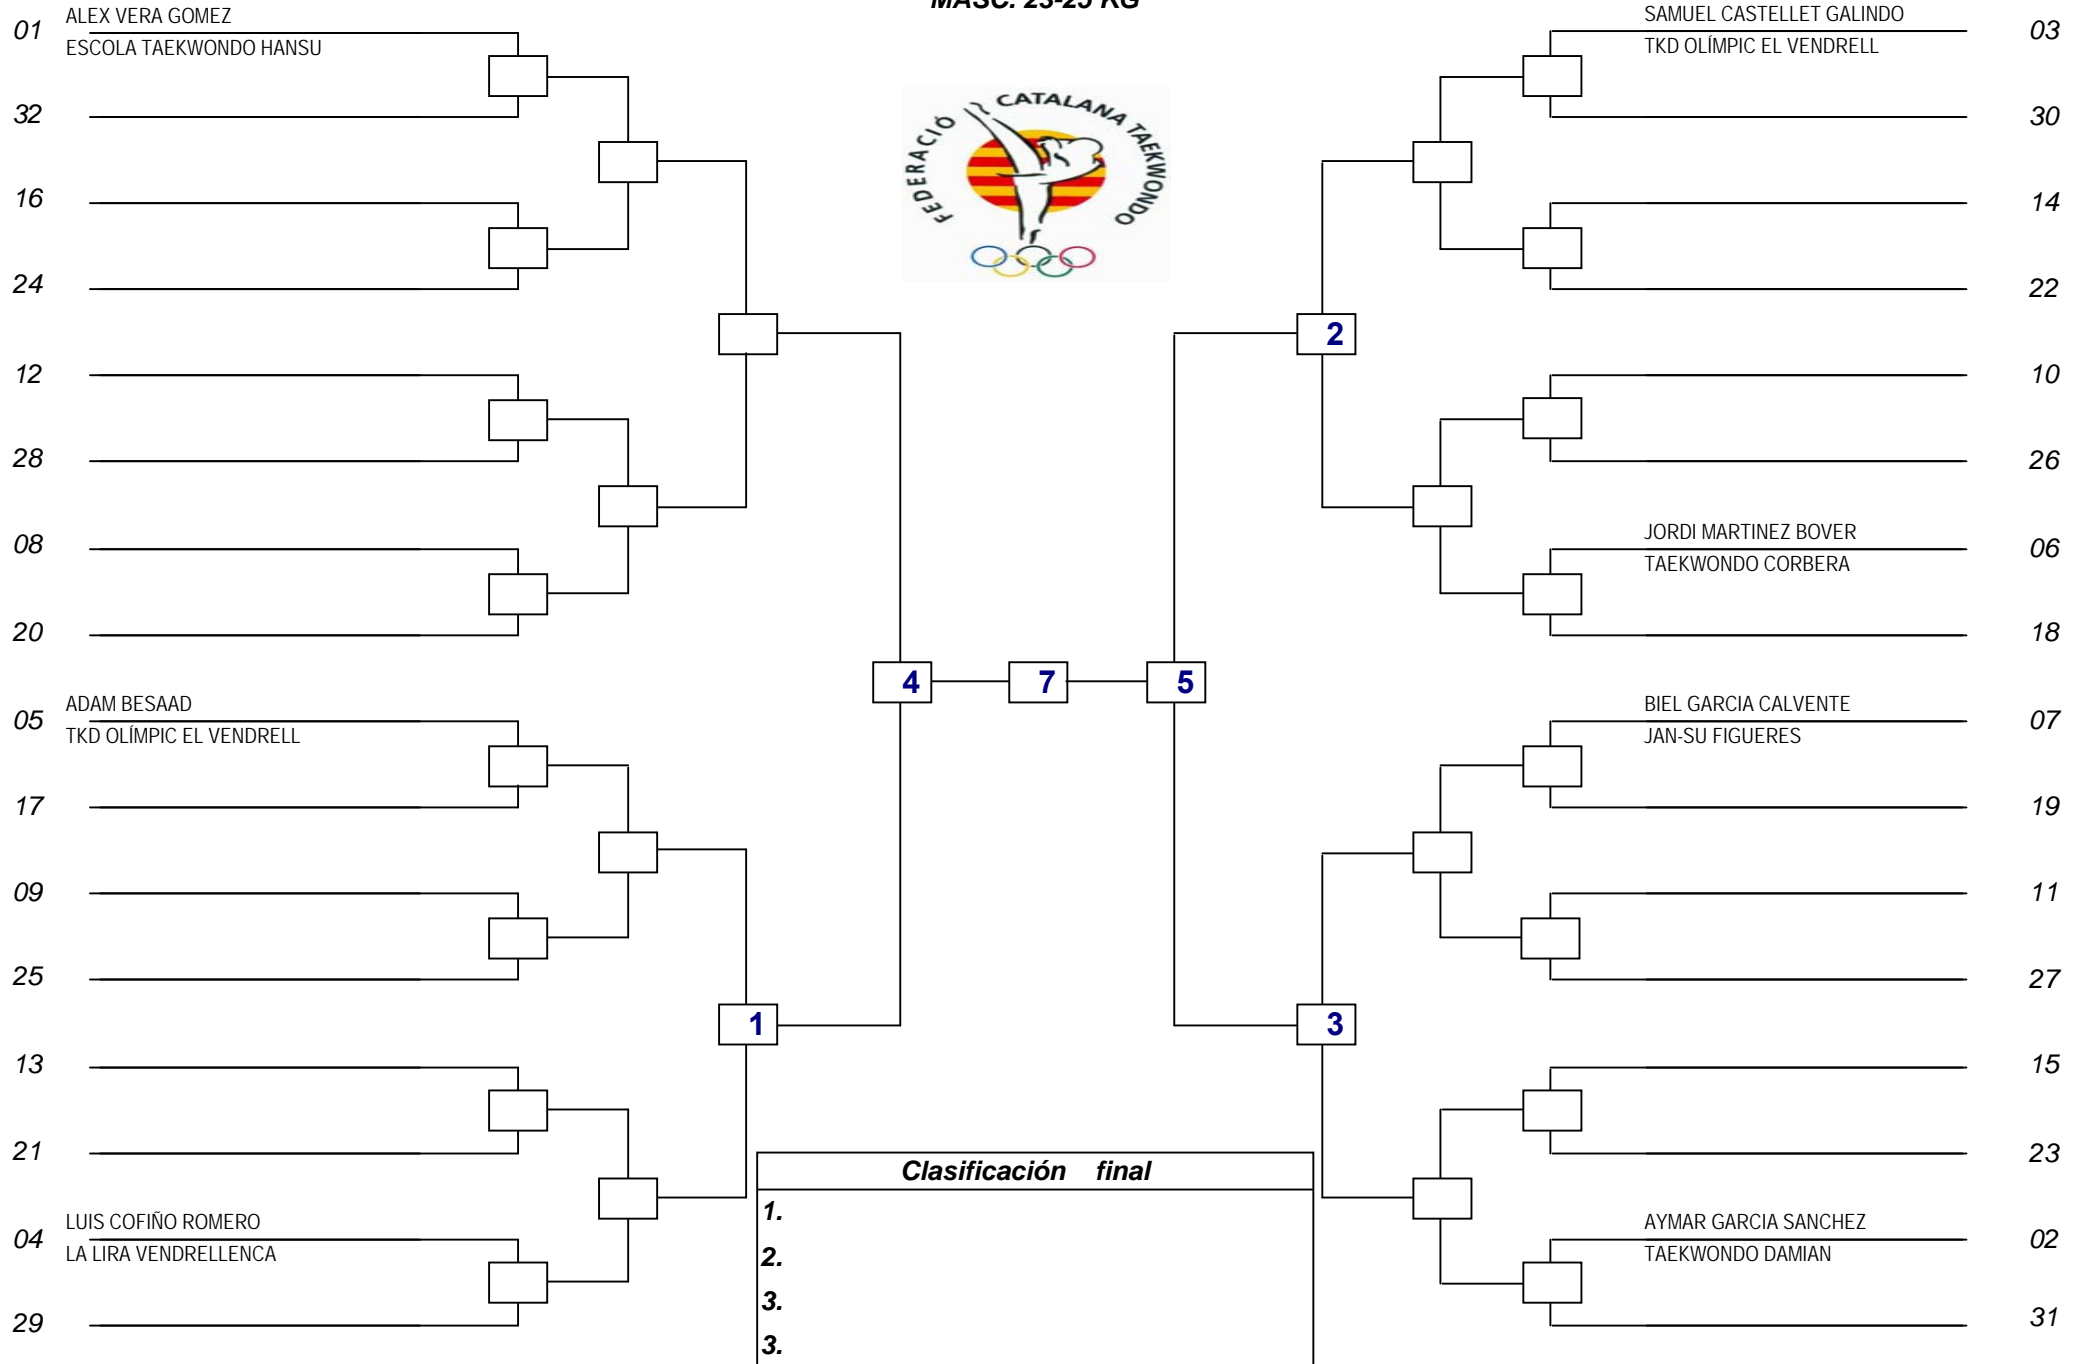 MASC. 23-25 KG
ALEX VERA GOMEZ
01
ESCOLA TAEKWONDO HANSU
32
16
24
12
28
08
20
ADAM BESAAD
05
TKD OLÍMPIC EL VENDRELL
17
09
25
13
21
LUIS COFIÑO ROMERO
04
LA LIRA VENDRELLENCA
29
FEDERACIÓ CATALANA TAEKWONDO
1
4
7
5
2
3
SAMUEL CASTELLET GALINDO
03
TKD OLÍMPIC EL VENDRELL
30
14
22
10
26
JORDI MARTINEZ BOVER
06
TAEKWONDO CORBERA
18
BIEL GARCIA CALVENTE
07
JAN-SU FIGUERES
19
11
27
15
23
AYMAR GARCIA SANCHEZ
02
TAEKWONDO DAMIAN
31
Clasificación final
1.
2.
3.
3.